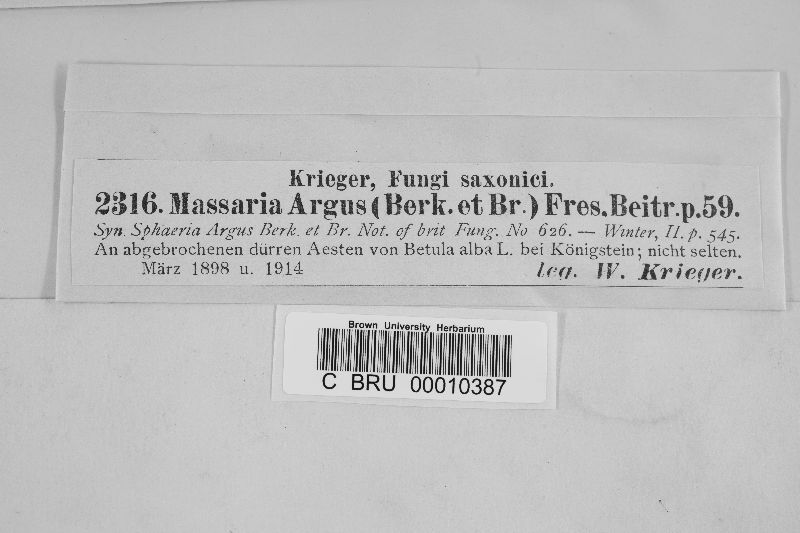 Krieger, Fungi saxonici.
2316. Massaria Argus (Berk. et Br.) Fres. Beitr. p. 59.
Syn. Sphaeria Argus Berk. et Br. Not. of brit Fung. No 626. — Winter, II. p. 545.
An abgebrochenen dürren Aesten von Betula alba L. bei Königstein; nicht selten.
März 1898 u. 1914 leg. W. Krieger.
Brown University Herbarium
C BRU 00010387